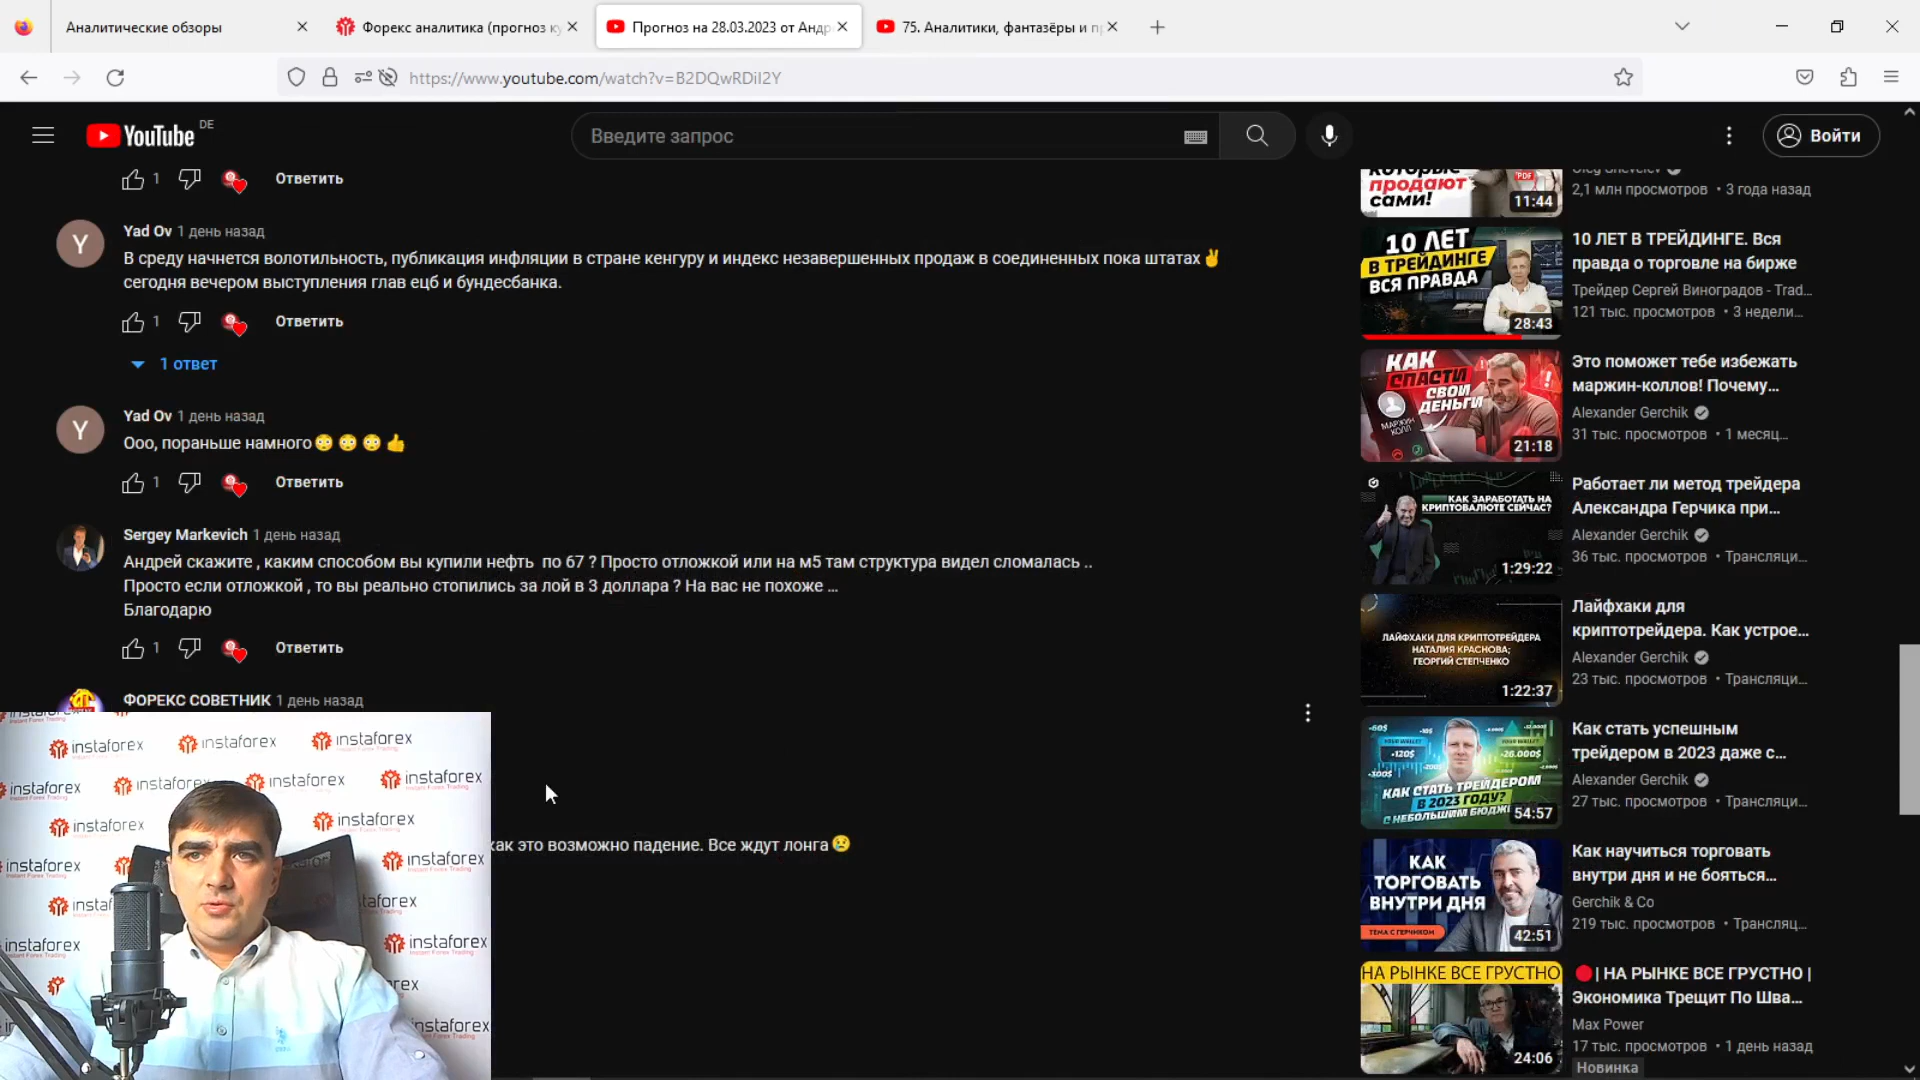 Аналитические обзоры
Форекс аналитика (прогноз ку
Прогноз на 28.03.2023 от Андр
75. Аналитики, фантазёры и п
https://www.youtube.com/watch?v=B2DQwRDiI2Y
YouTube DE
Введите запрос
Войти
1 Ответить
Yad Ov 1 день назад
В среду начнется волотильность, публикация инфляции в стране кенгуру и индекс незавершенных продаж в соединенных пока штатах✌
сегодня вечером выступления глав ецб и бундесбанка.
1 Ответить
1 ответ
Yad Ov 1 день назад
Ооо, пораньше намного😳 😳 😳 👍
1 Ответить
Sergey Markevich 1 день назад
Андрей скажите , каким способом вы купили нефть по 67 ? Просто отложкой или на м5 там структура видел сломалась ..
Просто если отложкой , то вы реально стопились за лой в 3 доллара ? На вас не похоже ...
Благодарю
1 Ответить
ФОРЕКС СОВЕТНИК 1 день назад
как это возможно падение. Все ждут лонга😢
instaforex
Instant Forex Trading
которые
продают
сами!
PDF
11:44
Oleg Shevelev
2,1 млн просмотров • 3 года назад
10 ЛЕТ
В ТРЕЙДИНГЕ
ВСЯ ПРАВДА
28:43
10 ЛЕТ В ТРЕЙДИНГЕ. Вся
правда о торговле на бирже
Трейдер Сергей Виноградов - Trad...
121 тыс. просмотров • 3 недели...
КАК
СПАСТИ
СВОИ
ДЕНЬГИ
МАРЖИН
КОЛЛ
21:18
Это поможет тебе избежать
маржин-коллов! Почему...
Alexander Gerchik
31 тыс. просмотров • 1 месяц...
КАК ЗАРАБОТАТЬ НА
КРИПТОВАЛЮТЕ СЕЙЧАС?
1:29:22
Работает ли метод трейдера
Александра Герчика при...
Alexander Gerchik
36 тыс. просмотров • Трансляци...
ЛАЙФХАКИ ДЛЯ КРИПТОТРЕЙДЕРА
НАТАЛИЯ КРАСНОВА;
ГЕОРГИЙ СТЕПЧЕНКО
1:22:37
Лайфхаки для
криптотрейдера. Как устрое...
Alexander Gerchik
23 тыс. просмотров • Трансляци...
КАК СТАТЬ ТРЕЙДЕРОМ
В 2023 ГОДУ?
С НЕБОЛЬШИМ БЮДЖЕ
54:57
Как стать успешным
трейдером в 2023 даже с...
Alexander Gerchik
27 тыс. просмотров • Трансляци...
КАК
ТОРГОВАТЬ
ВНУТРИ ДНЯ
ТЕМА С ГЕРЧИКОМ
42:51
Как научиться торговать
внутри дня и не бояться...
Gerchik & Co
219 тыс. просмотров • Трансляц...
НА РЫНКЕ ВСЕ ГРУСТНО
24:06
🔴| НА РЫНКЕ ВСЕ ГРУСТНО |
Экономика Трещит По Шва...
Max Power
17 тыс. просмотров • 1 день назад
Новинка